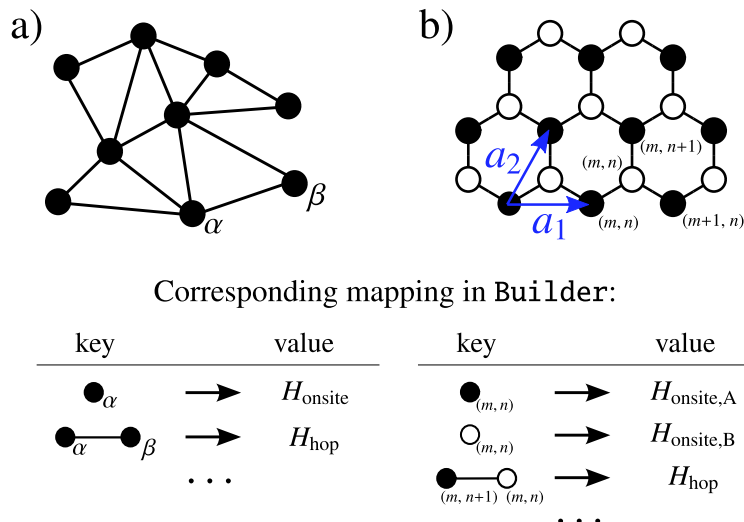 a)
b)
α
β
a2
a1
(m, n)
(m, n+1)
(m, n)
(m+1, n)
Corresponding mapping in Builder:
key value
α Honsite
α β Hhop
...
key value
(m, n) Honsite,A
(m, n) Honsite,B
(m, n+1) (m, n) Hhop
...